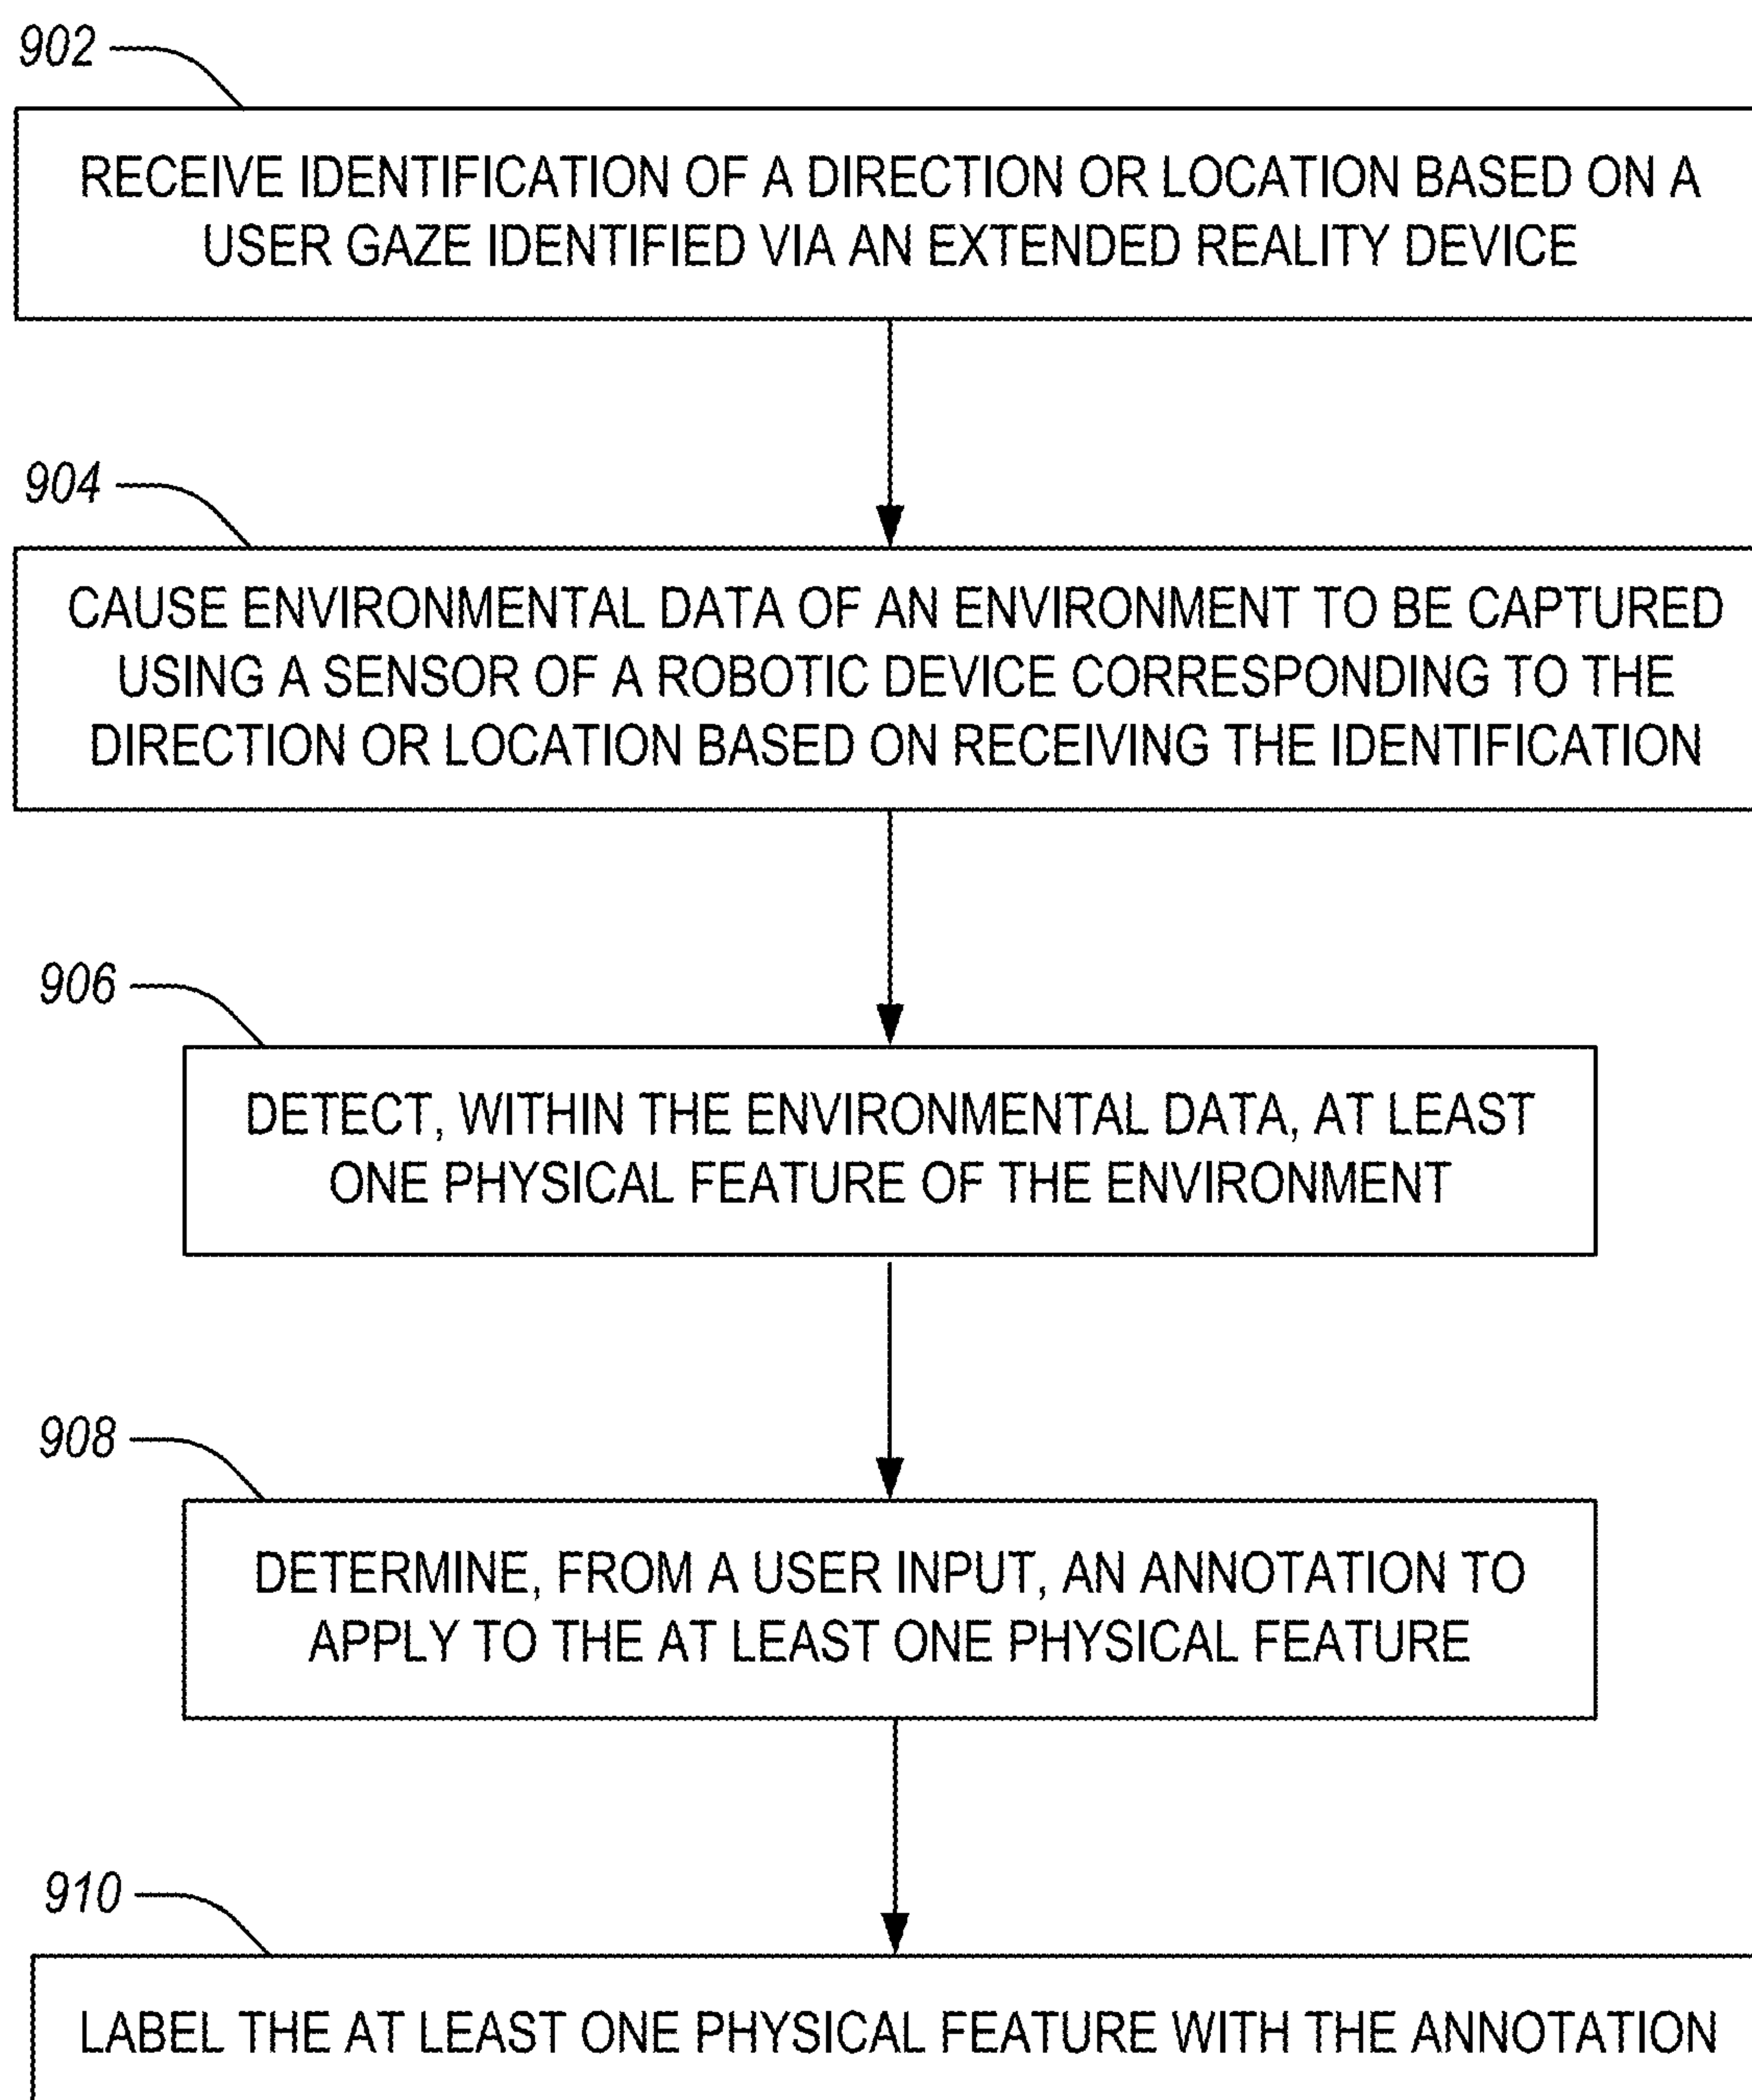 902
RECEIVE IDENTIFICATION OF A DIRECTION OR LOCATION BASED ON A
USER GAZE IDENTIFIED VIA AN EXTENDED REALITY DEVICE
904
CAUSE ENVIRONMENTAL DATA OF AN ENVIRONMENT TO BE CAPTURED
USING A SENSOR OF A ROBOTIC DEVICE CORRESPONDING TO THE
DIRECTION OR LOCATION BASED ON RECEIVING THE IDENTIFICATION
906
DETECT, WITHIN THE ENVIRONMENTAL DATA, AT LEAST
ONE PHYSICAL FEATURE OF THE ENVIRONMENT
908
DETERMINE, FROM A USER INPUT, AN ANNOTATION TO
APPLY TO THE AT LEAST ONE PHYSICAL FEATURE
910
LABEL THE AT LEAST ONE PHYSICAL FEATURE WITH THE ANNOTATION